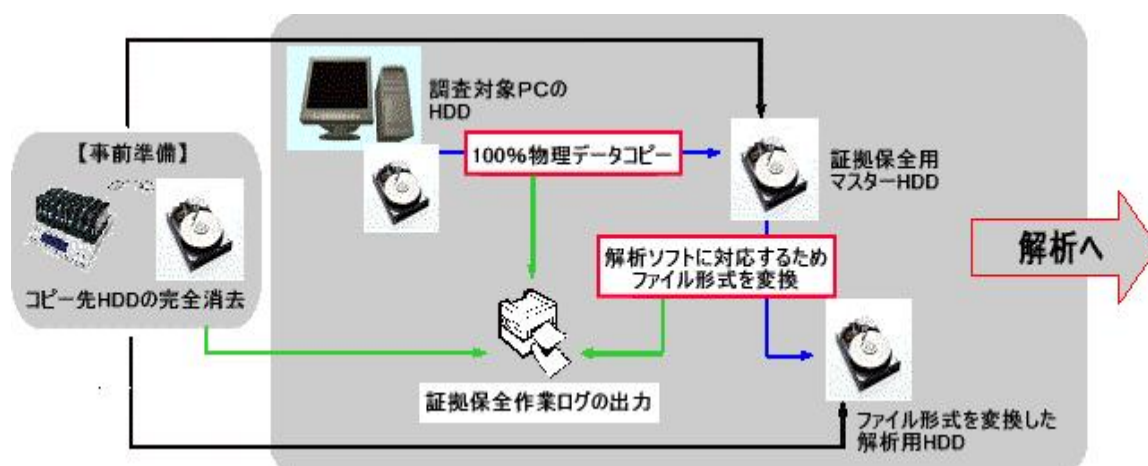 調査対象PCの
HDD
【事前準備】
100%物理データコピー
証拠保全用
マスターHDD
解析ソフトに対応するため
ファイル形式を変換
解析へ
コピー先HDDの完全消去
証拠保全作業ログの出力
ファイル形式を変換した
解析用HDD